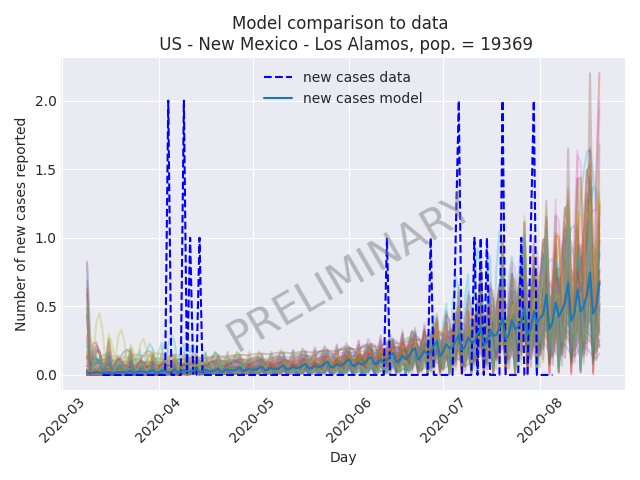 Model comparison to data
US - New Mexico - Los Alamos, pop. = 19369
new cases data
new cases model
PRELIMINARY
Number of new cases reported
2.0
1.5
1.0
0.5
0.0
2020-03
2020-04
2020-05
2020-06
2020-07
2020-08
Day